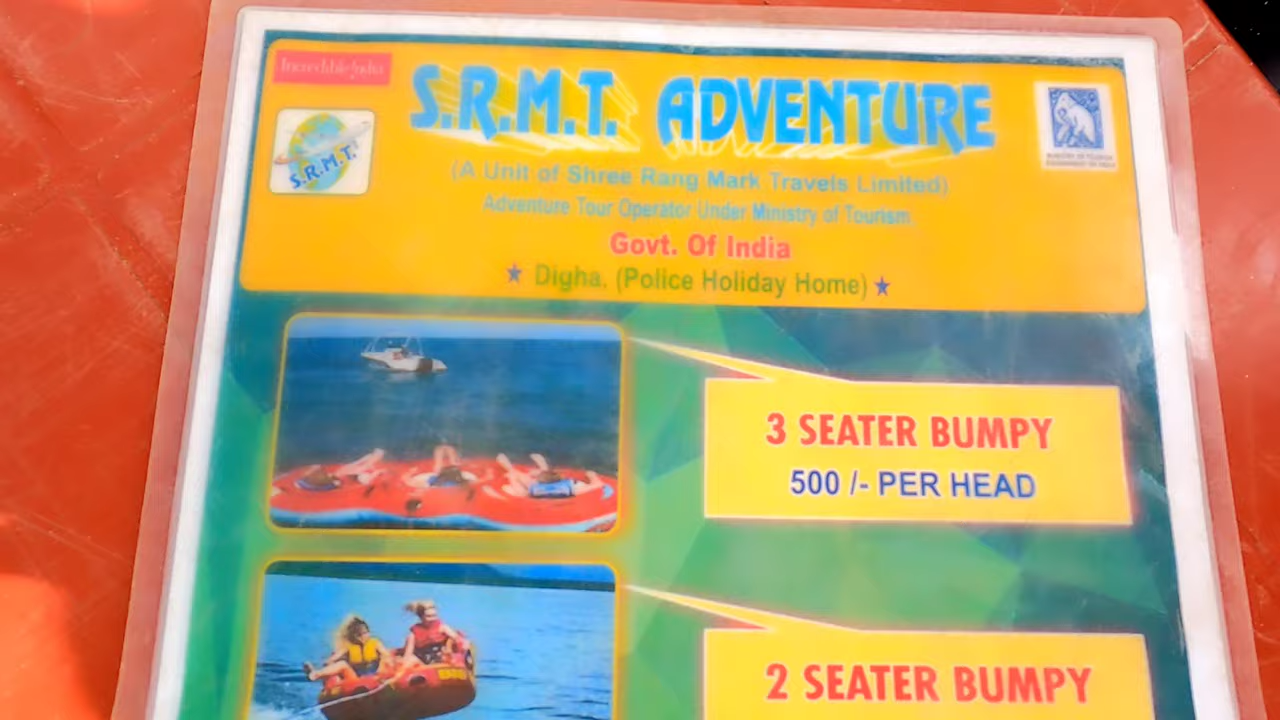 Incredible India
S.R.M.T. ADVENTURE
S.R.M.T.
(A Unit of Shree Rang Mark Travels Limited)
Adventure Tour Operator Under Ministry of Tourism
Govt. Of India
Digha, (Police Holiday Home)
3 SEATER BUMPY
500 /- PER HEAD
2 SEATER BUMPY